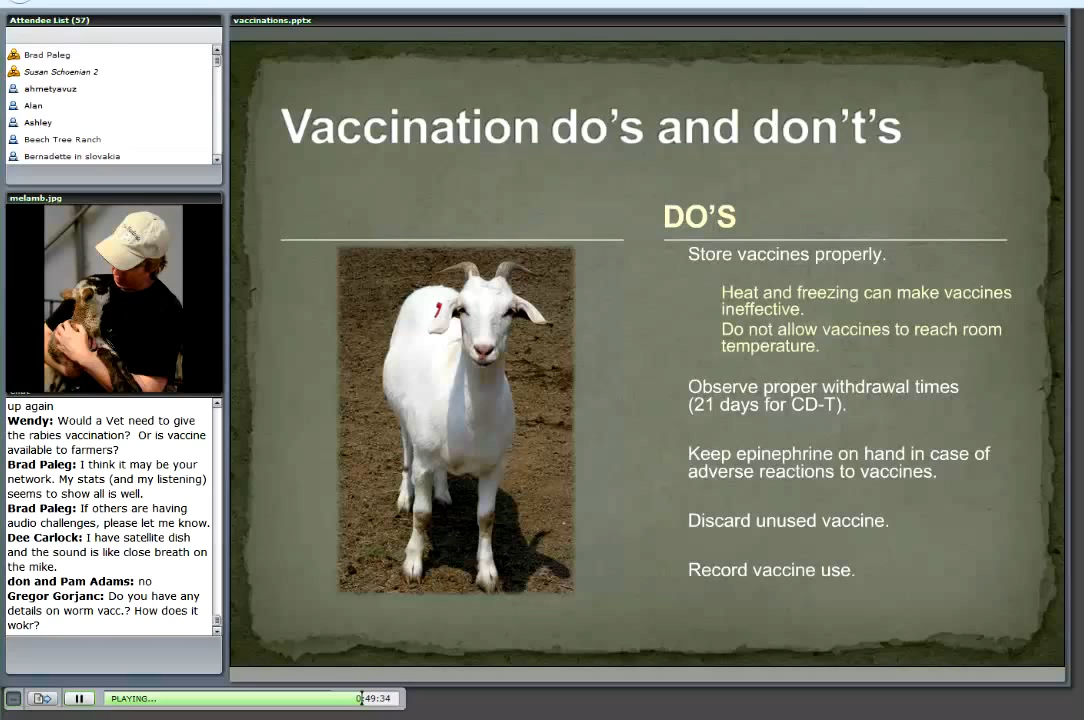 Attendee List (57)
Brad Paleg
Susan Schoenian 2
ahmetyavuz
Alan
Ashley
Beech Tree Ranch
Bernadette in slovakia
melamb.jpg
up again
Wendy: Would a Vet need to give
the rabies vaccination? Or is vaccine
available to farmers?
Brad Paleg: I think it may be your
network. My stats (and my listening)
seems to show all is well.
Brad Paleg: If others are having
audio challenges, please let me know.
Dee Carlock: I have satellite dish
and the sound is like close breath on
the mike.
don and Pam Adams: no
Gregor Gorjanc: Do you have any
details on worm vacc.? How does it
wokr?
vaccinations.pptx
Vaccination do's and don't's
DO'S
Store vaccines properly.
Heat and freezing can make vaccines
ineffective.
Do not allow vaccines to reach room
temperature.
Observe proper withdrawal times
(21 days for CD-T).
Keep epinephrine on hand in case of
adverse reactions to vaccines.
Discard unused vaccine.
Record vaccine use.
PLAYING...
0:49:34